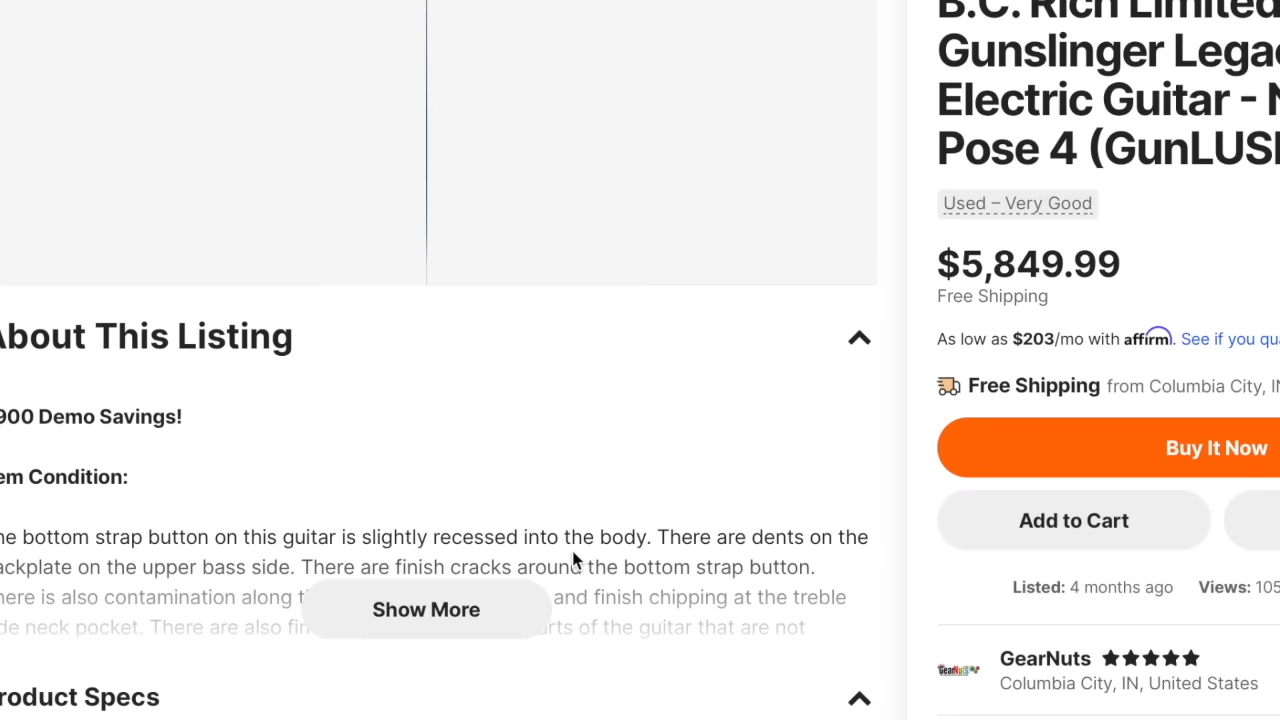 B.C. Rich Limited
Gunslinger Lega
Electric Guitar -
Pose 4 (GunLUS
Used – Very Good
$5,849.99
Free Shipping
As low as $203/mo with affirm. See if you qu
Free Shipping from Columbia City, IN
Buy It Now
Add to Cart
Listed: 4 months ago Views: 105
GearNuts ★★★★★
Columbia City, IN, United States
About This Listing
900 Demo Savings!
em Condition:
he bottom strap button on this guitar is slightly recessed into the body. There are dents on the
ackplate on the upper bass side. There are finish cracks around the bottom strap button.
here is also contamination along and finish chipping at the treble
de neck pocket. There are also of the guitar that are not
Show More
roduct Specs